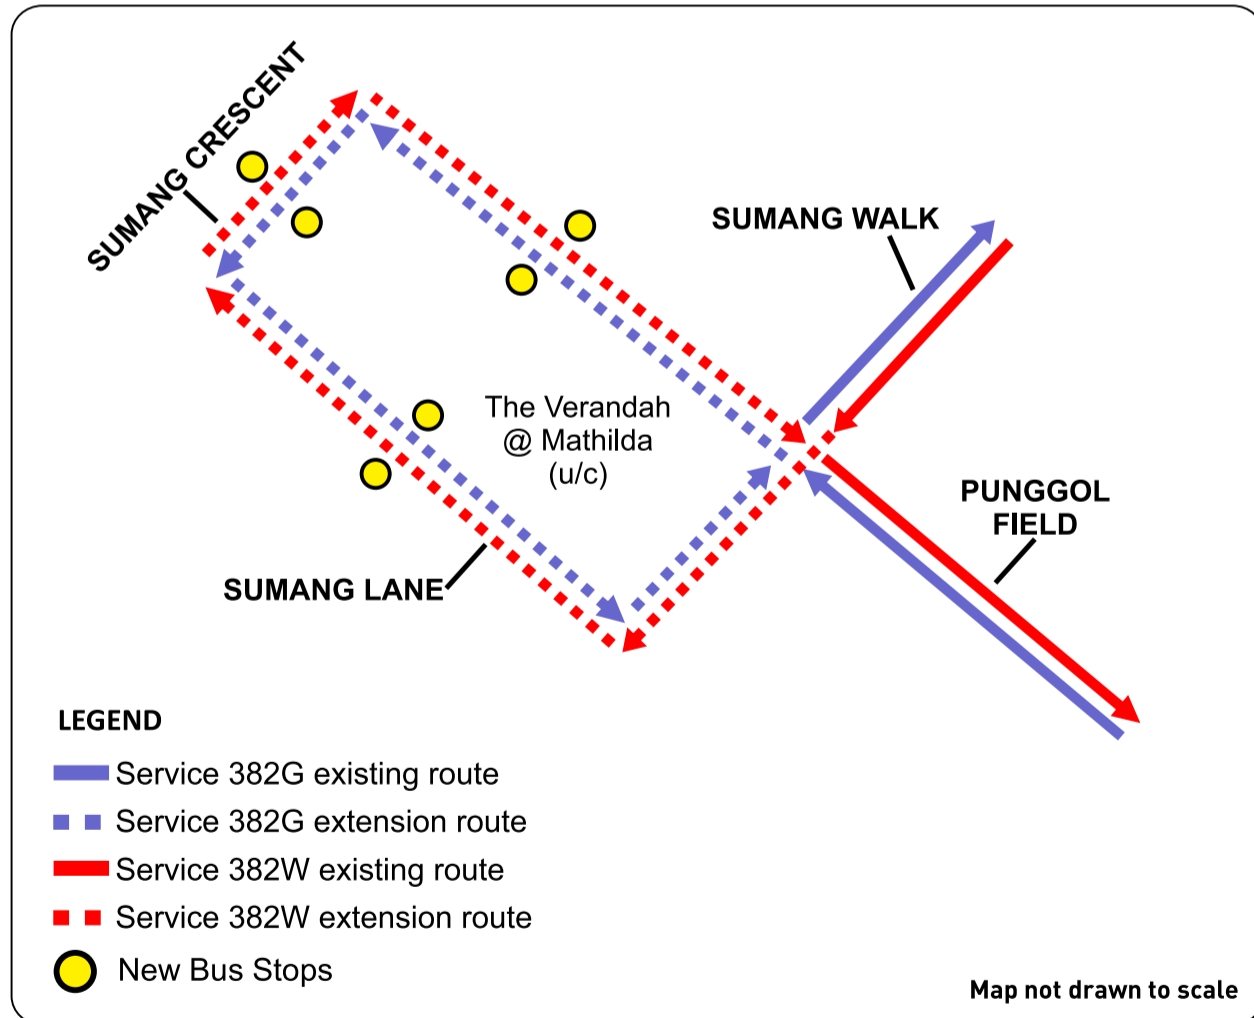 SUMANG CRESCENT
SUMANG WALK
The Verandah
@ Mathilda
(u/c)
PUNGGOL
FIELD
SUMANG LANE
LEGEND
Service 382G existing route
Service 382G extension route
Service 382W existing route
Service 382W extension route
New Bus Stops
Map not drawn to scale